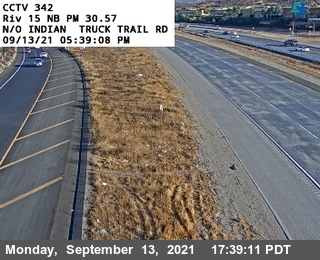 CCTV 342
Riv 15 NB PM 30.57
N/O INDIAN TRUCK TRAIL RD
09/13/21 05:39:08 PM
Monday, September 13, 2021 17:39:11 PDT